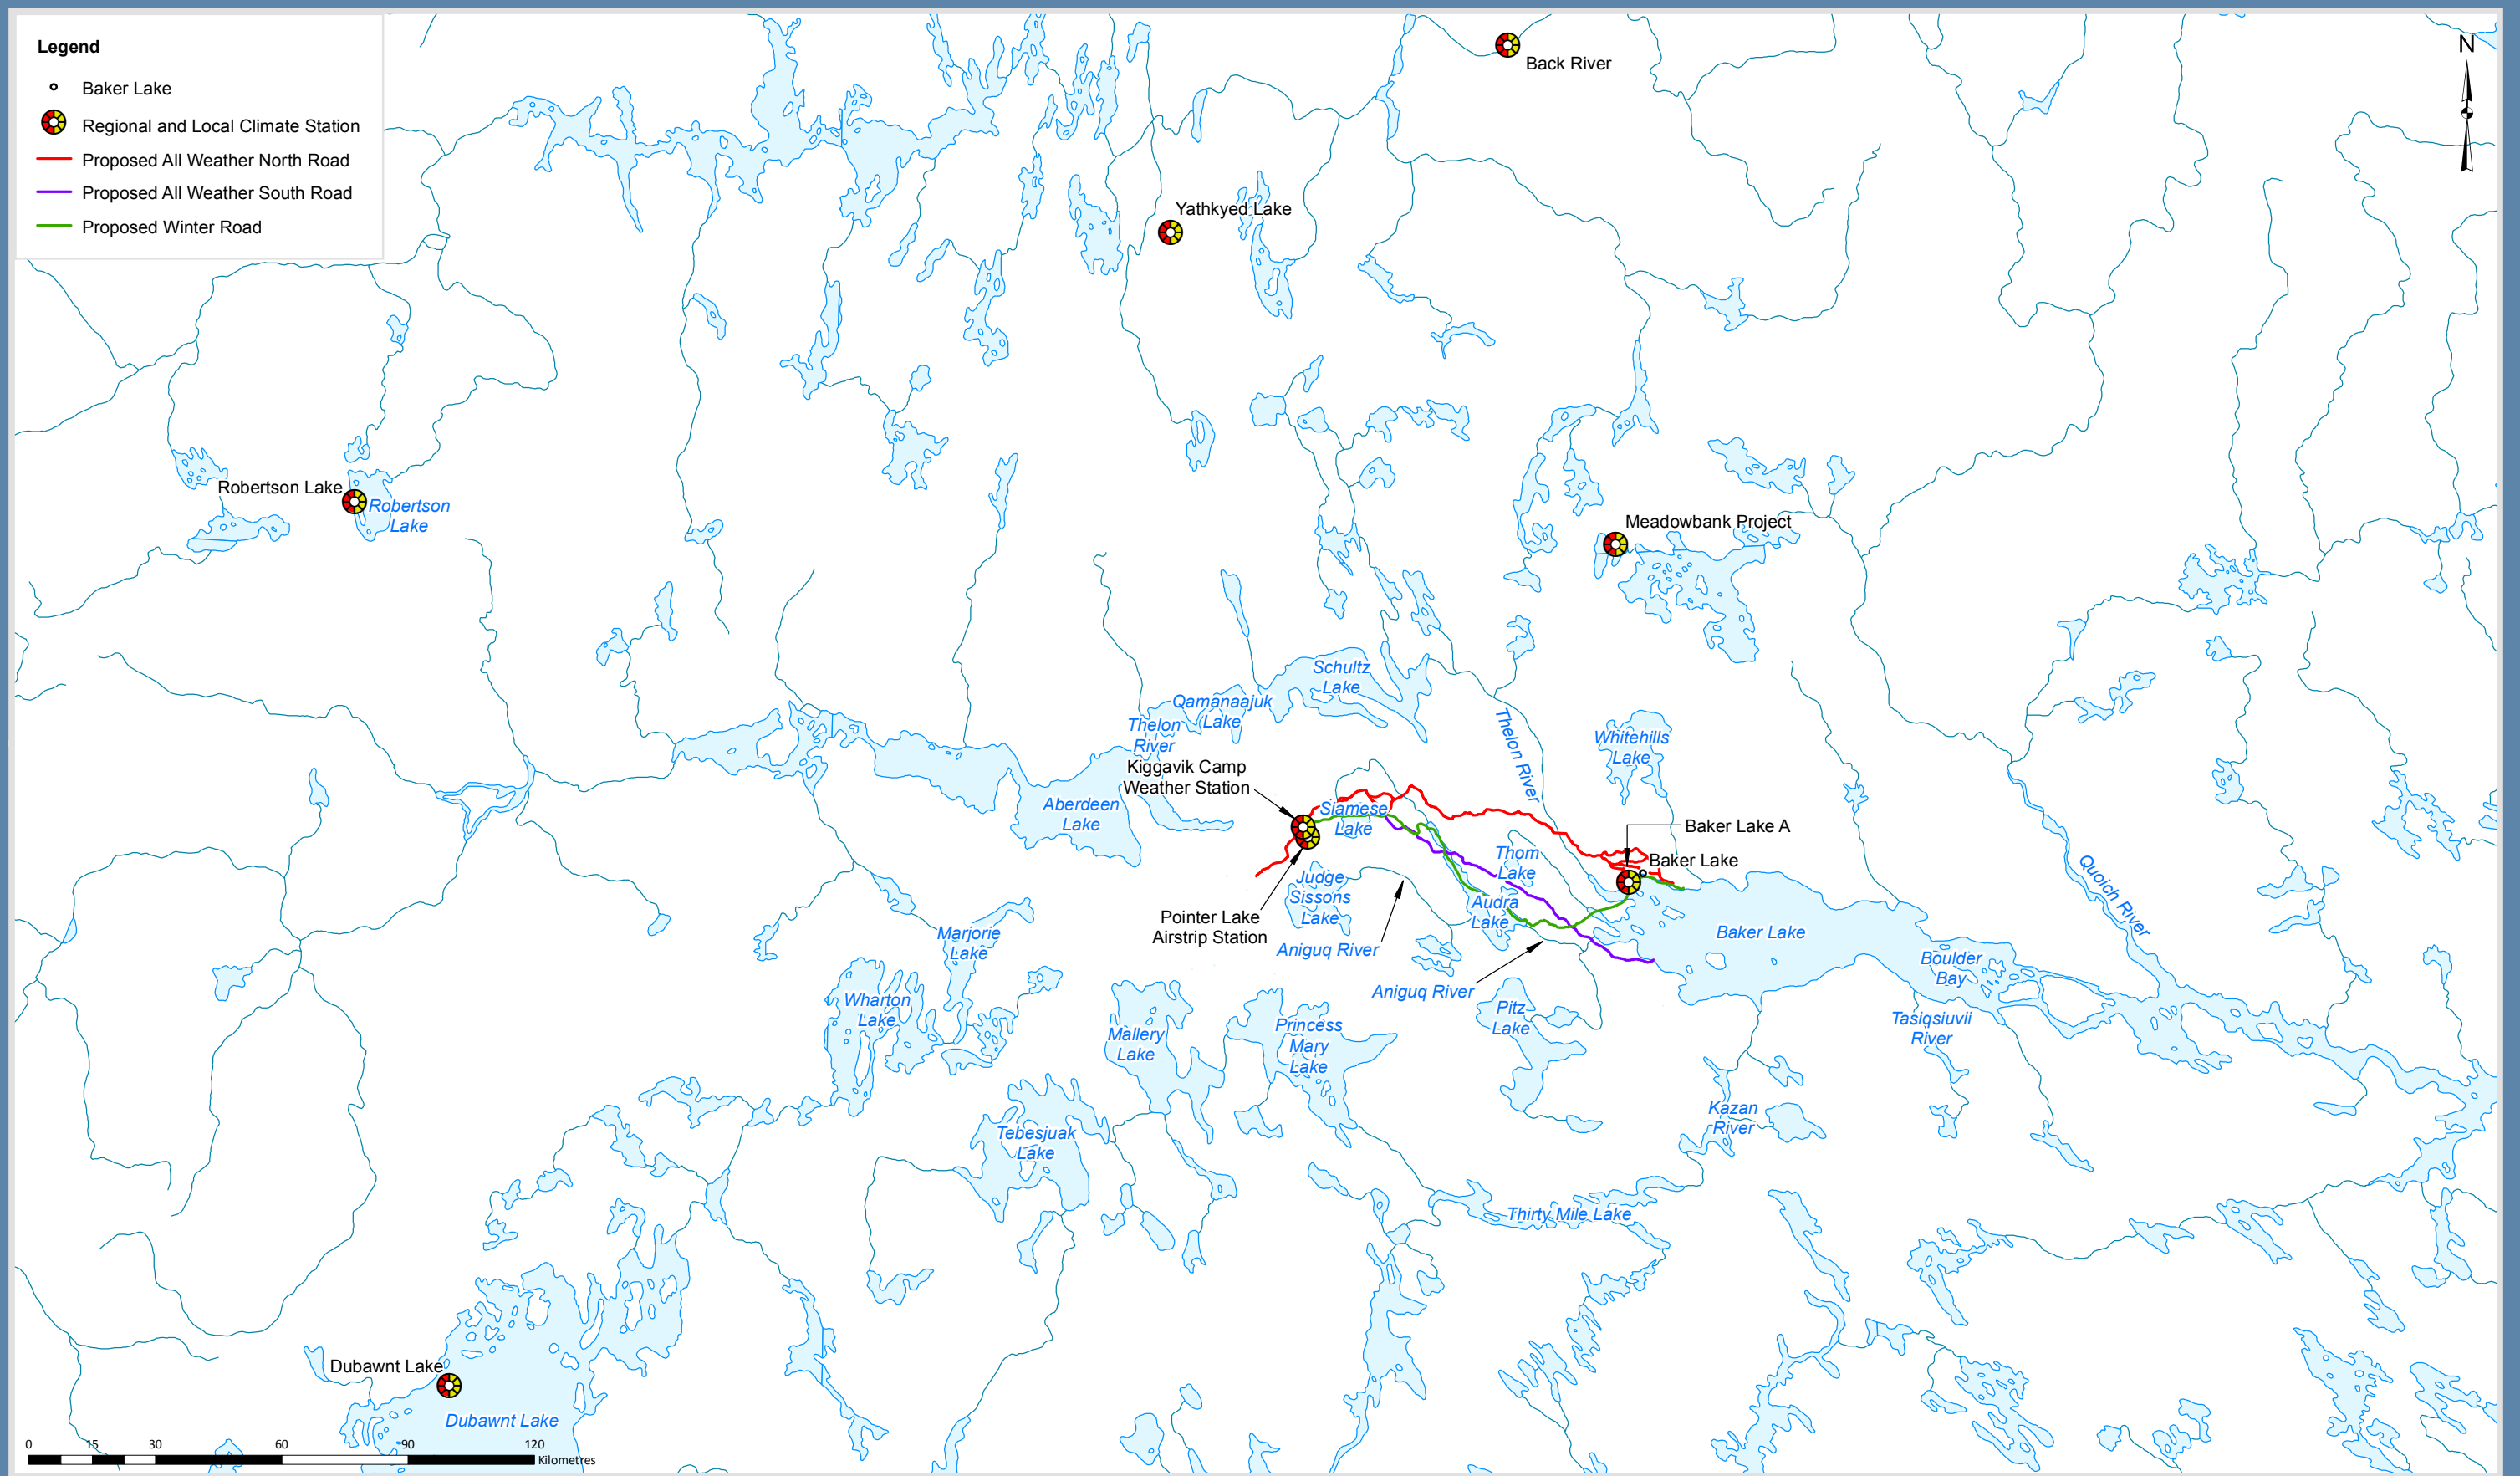 Legend
Baker Lake
Regional and Local Climate Station
Proposed All Weather North Road
Proposed All Weather South Road
Proposed Winter Road
N
Back River
Yathkyed Lake
Robertson Lake
Robertson
Lake
Meadowbank Project
Schultz
Lake
Qamanaajuk
Lake
Thelon
River
Thelon River
Whitehills
Lake
Kiggavik Camp
Weather Station
Aberdeen
Lake
Siamese
Lake
Baker Lake A
Baker Lake
Thom
Lake
Judge
Sissons
Lake
Audra
Lake
Quoich River
Pointer Lake
Airstrip Station
Aniguq River
Marjorie
Lake
Baker Lake
Boulder
Bay
Aniguq River
Wharton
Lake
Pitz
Lake
Tasiqsiuvii
River
Mallery
Lake
Princess
Mary
Lake
Kazan
River
Tebesjuak
Lake
Thirty Mile Lake
Dubawnt Lake
Dubawnt Lake
0 15 30 60 90 120
Kilometres